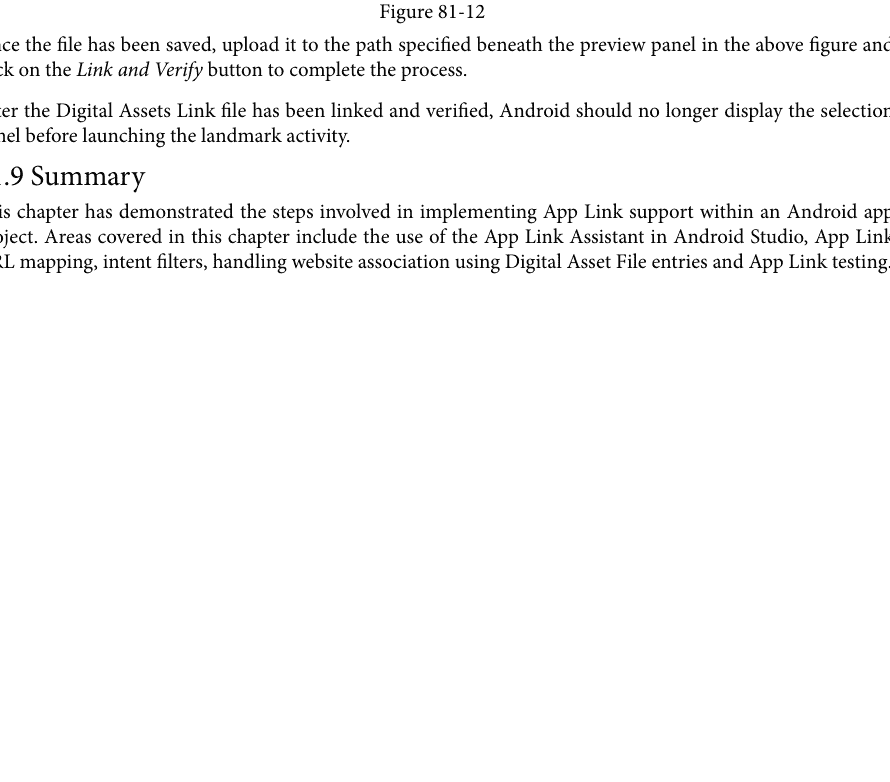 Figure 81-12
ce the file has been saved, upload it to the path specified beneath the preview panel in the above figure and
ck on the Link and Verify button to complete the process.
er the Digital Assets Link file has been linked and verified, Android should no longer display the selection
nel before launching the landmark activity.
.9 Summary
is chapter has demonstrated the steps involved in implementing App Link support within an Android app
oject. Areas covered in this chapter include the use of the App Link Assistant in Android Studio, App Link
RL mapping, intent filters, handling website association using Digital Asset File entries and App Link testing.